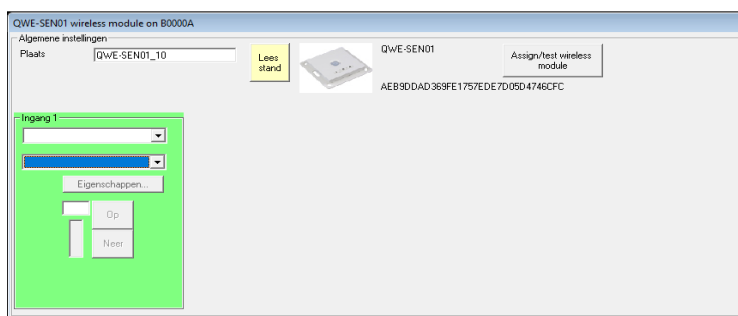 QWE-SEN01 wireless module on B0000A
Algemene instellingen
Plaats
QWE-SEN01_10
Lees
stand
QWE-SEN01
Assign/test wireless
module
AEB9DDAD369FE1757EDE7D05D4746CFC
Ingang 1
Eigenschappen...
Op
Neer